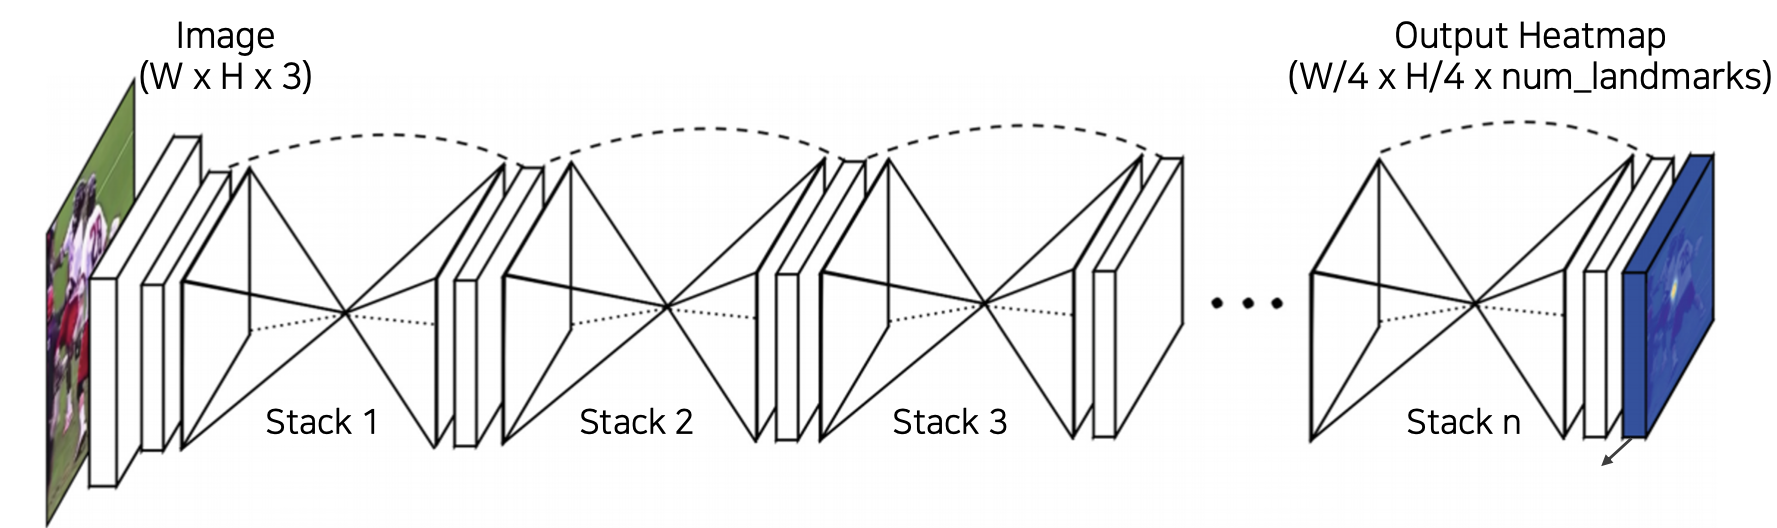 Image
(W x H x 3)
Output Heatmap
(W/4 x H/4 x num_landmarks)
Stack 1
Stack 2
Stack 3
Stack n